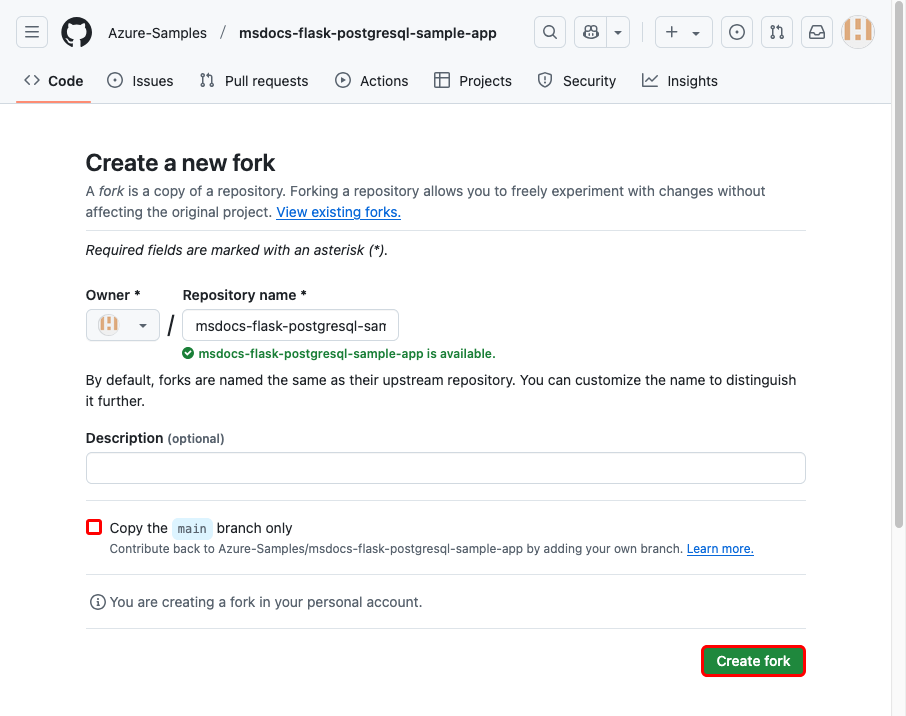 Azure-Samples / msdocs-flask-postgresql-sample-app
Code Issues Pull requests Actions Projects Security Insights
Create a new fork
A fork is a copy of a repository. Forking a repository allows you to freely experiment with changes without
affecting the original project. View existing forks.
Required fields are marked with an asterisk (*).
Owner * Repository name *
/ msdocs-flask-postgresql-sam
msdocs-flask-postgresql-sample-app is available.
By default, forks are named the same as their upstream repository. You can customize the name to distinguish
it further.
Description (optional)
Copy the main branch only
Contribute back to Azure-Samples/msdocs-flask-postgresql-sample-app by adding your own branch. Learn more.
You are creating a fork in your personal account.
Create fork